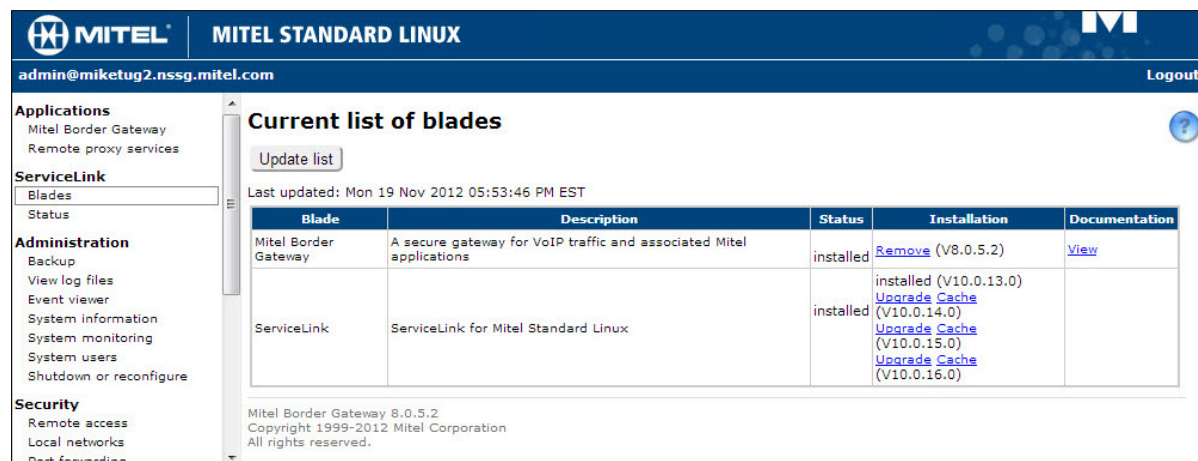 MITEL
MITEL STANDARD LINUX
admin@miketug2.nssg.mitel.com
Logout
Applications
Mitel Border Gateway
Remote proxy services
ServiceLink
Blades
Status
Administration
Backup
View log files
Event viewer
System information
System monitoring
System users
Shutdown or reconfigure
Security
Remote access
Local networks
Port forwarding
Current list of blades
?
Update list
Last updated: Mon 19 Nov 2012 05:53:46 PM EST
Blade Description Status Installation Documentation
Mitel Border
Gateway
A secure gateway for VoIP traffic and associated Mitel
applications
installed
Remove (V8.0.5.2)
View
ServiceLink
ServiceLink for Mitel Standard Linux
installed
installed (V10.0.13.0)
Upgrade Cache
(V10.0.14.0)
Upgrade Cache
(V10.0.15.0)
Upgrade Cache
(V10.0.16.0)
Mitel Border Gateway 8.0.5.2
Copyright 1999-2012 Mitel Corporation
All rights reserved.